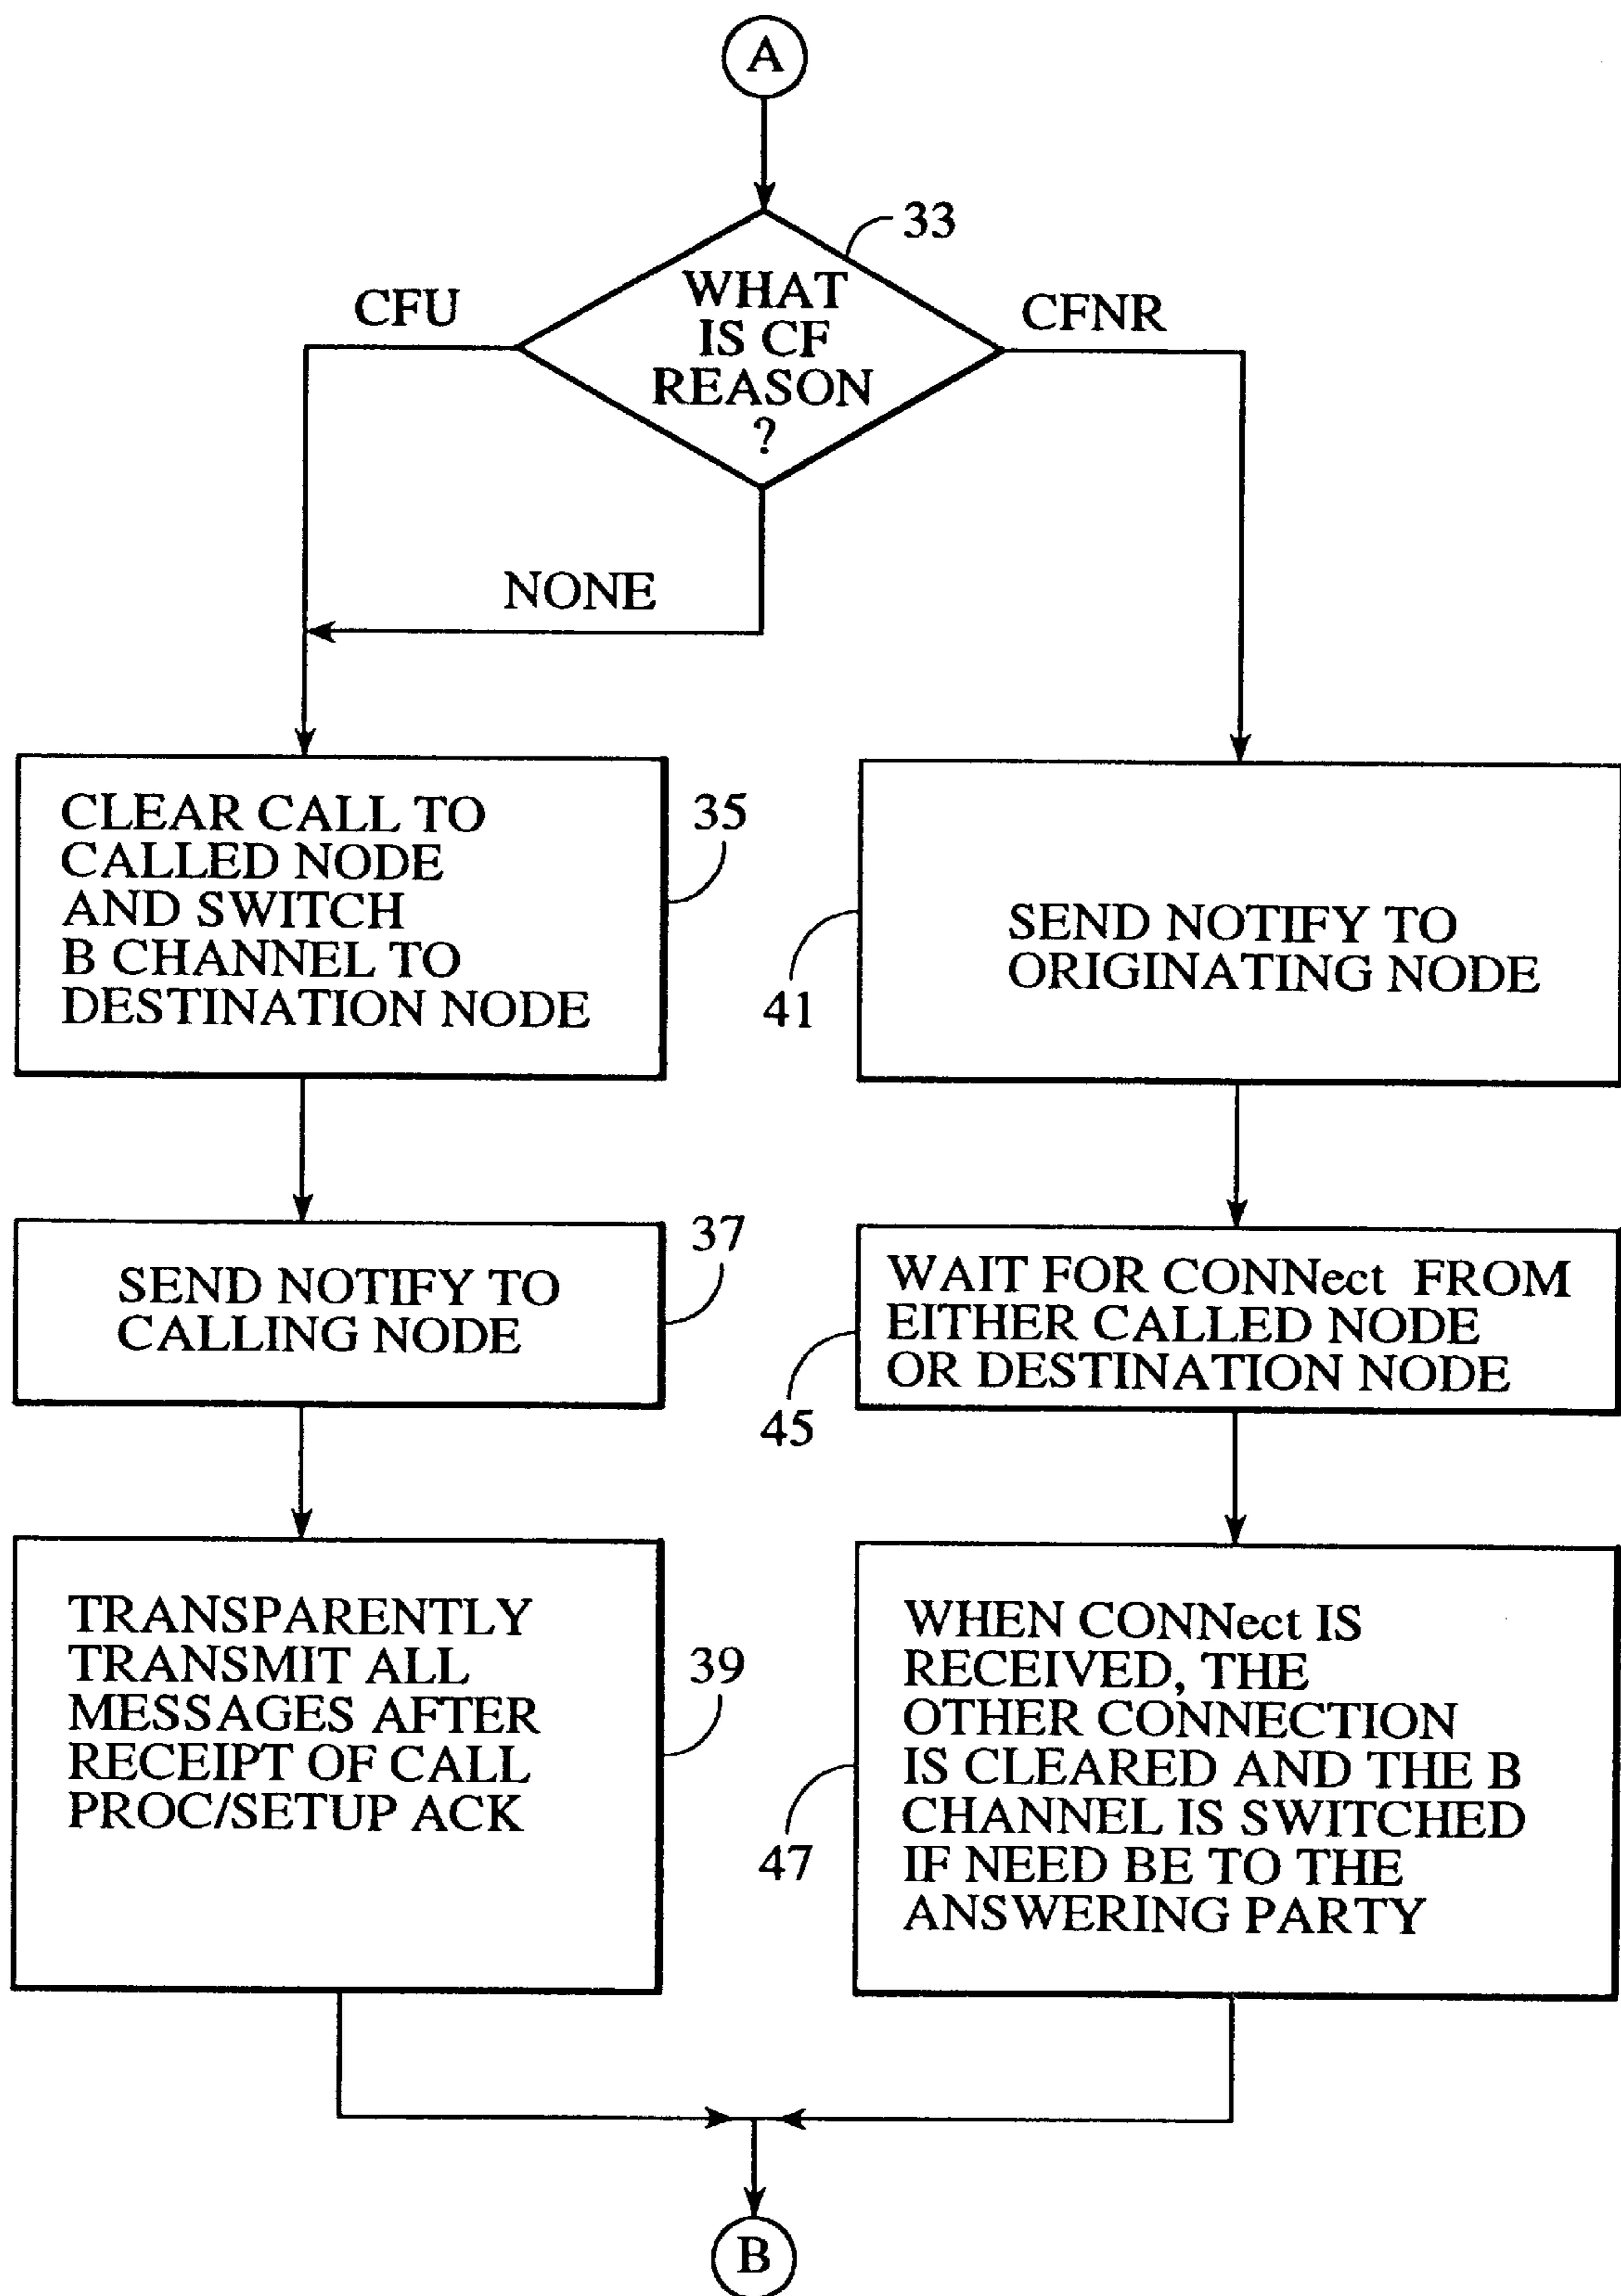 A
33
WHAT
IS CF
REASON
?
CFU
CFNR
NONE
CLEAR CALL TO
CALLED NODE
AND SWITCH
B CHANNEL TO
DESTINATION NODE
35
SEND NOTIFY TO
ORIGINATING NODE
41
SEND NOTIFY TO
CALLING NODE
37
WAIT FOR CONNect FROM
EITHER CALLED NODE
OR DESTINATION NODE
45
TRANSPARENTLY
TRANSMIT ALL
MESSAGES AFTER
RECEIPT OF CALL
PROC/SETUP ACK
39
WHEN CONNect IS
RECEIVED, THE
OTHER CONNECTION
IS CLEARED AND THE B
CHANNEL IS SWITCHED
IF NEED BE TO THE
ANSWERING PARTY
47
B